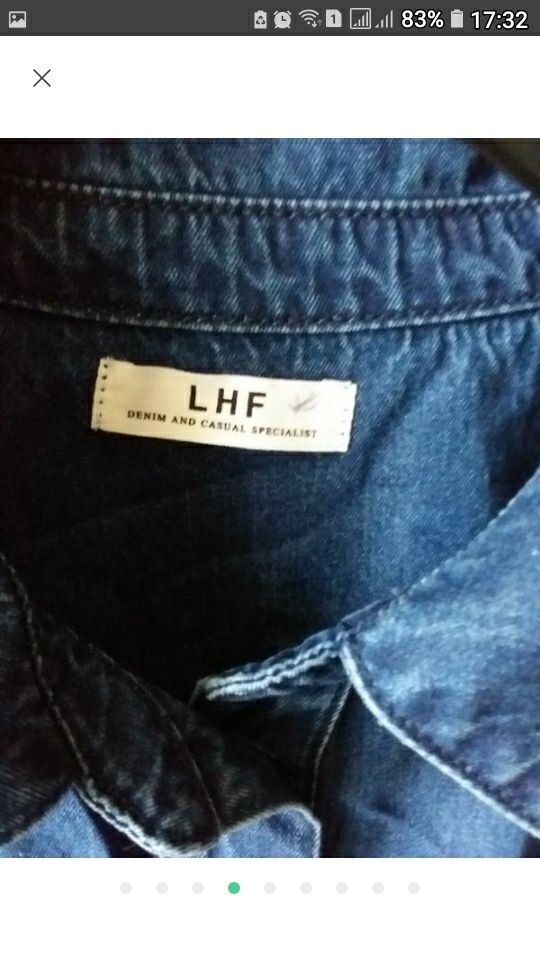 1 83% 17:32
LHF
DENIM AND CASUAL SPECIALIST